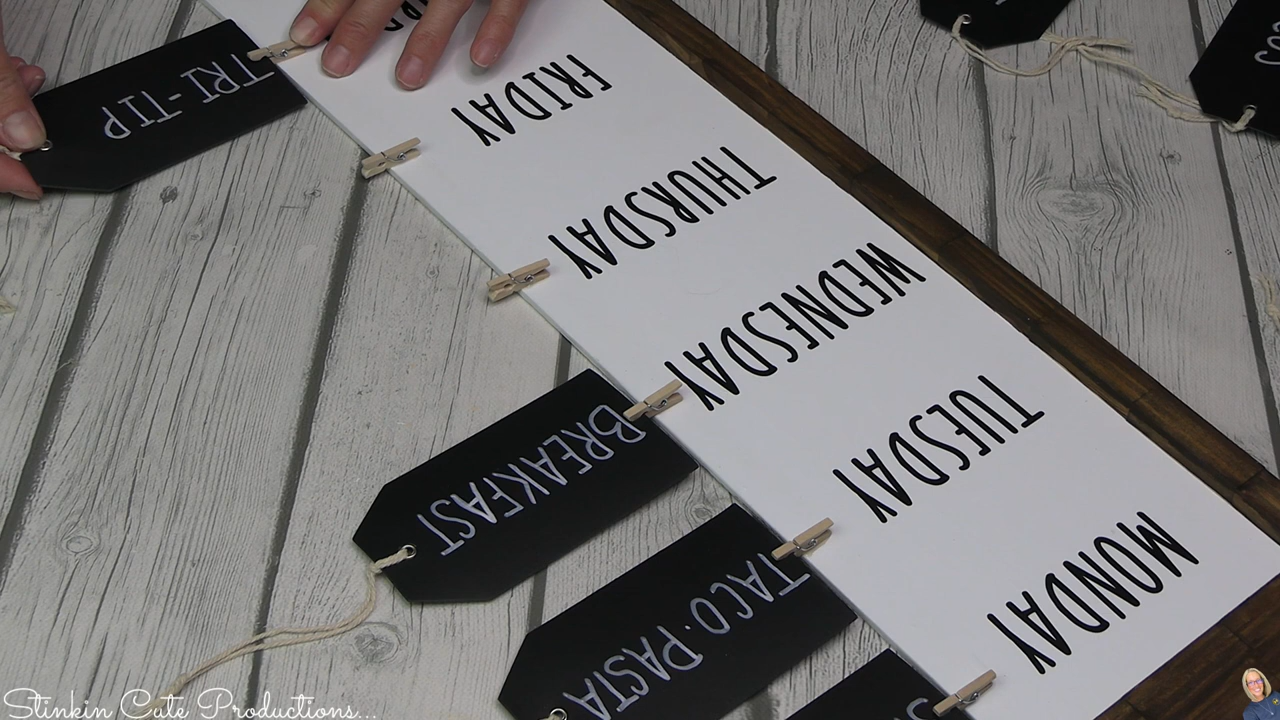 MONDAY
TUESDAY
WEDNESDAY
THURSDAY
FRIDAY
TACO.PASTA
BREAKFAST
TRI-TIP
Stinkin Cute Productions...